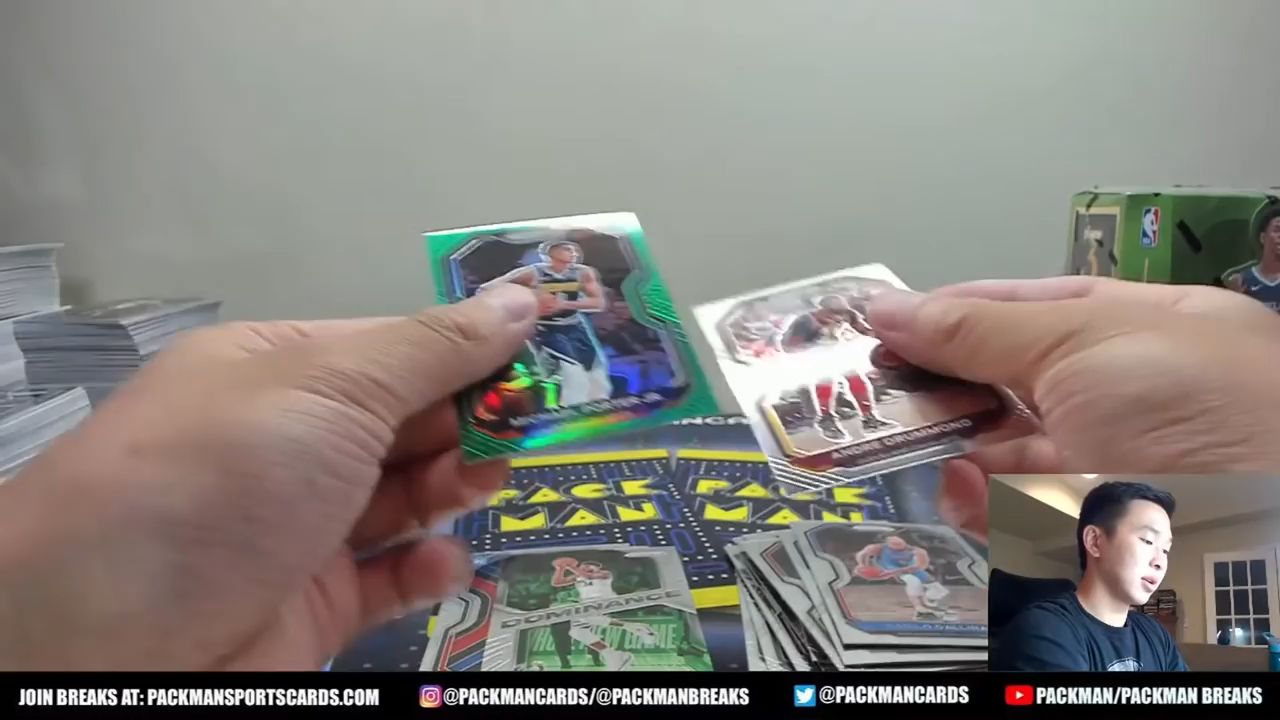 ANDRE DRUMMOND
PACK
MAN
PACK
MAN
DOMINANCE
JOIN BREAKS AT: PACKMANSPORTSCARDS.COM
@PACKMANCARDS/@PACKMANBREAKS
@PACKMANCARDS
PACKMAN/PACKMAN BREAKS